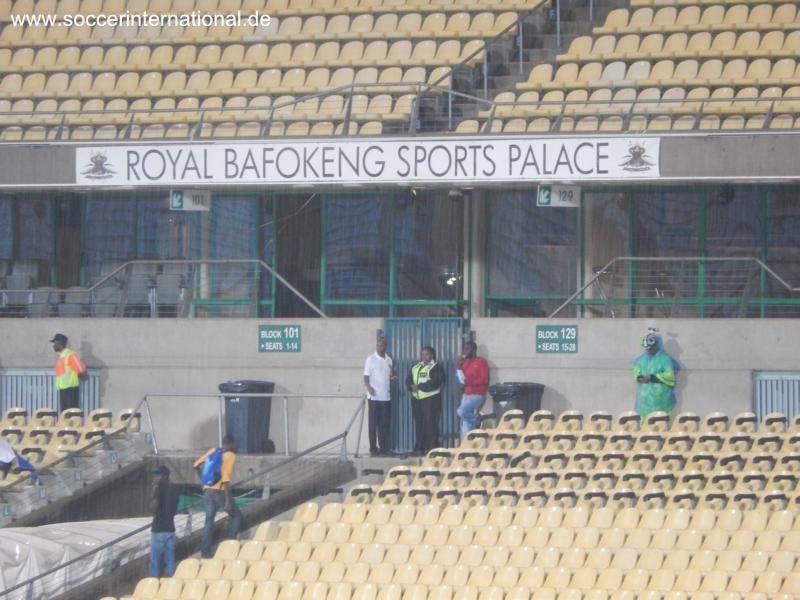 www.soccerinternational.de
ROYAL BAFOKENG SPORTS PALACE
101
129
BLOCK 101
• SEATS 1-14
BLOCK 129
• SEATS 15-28